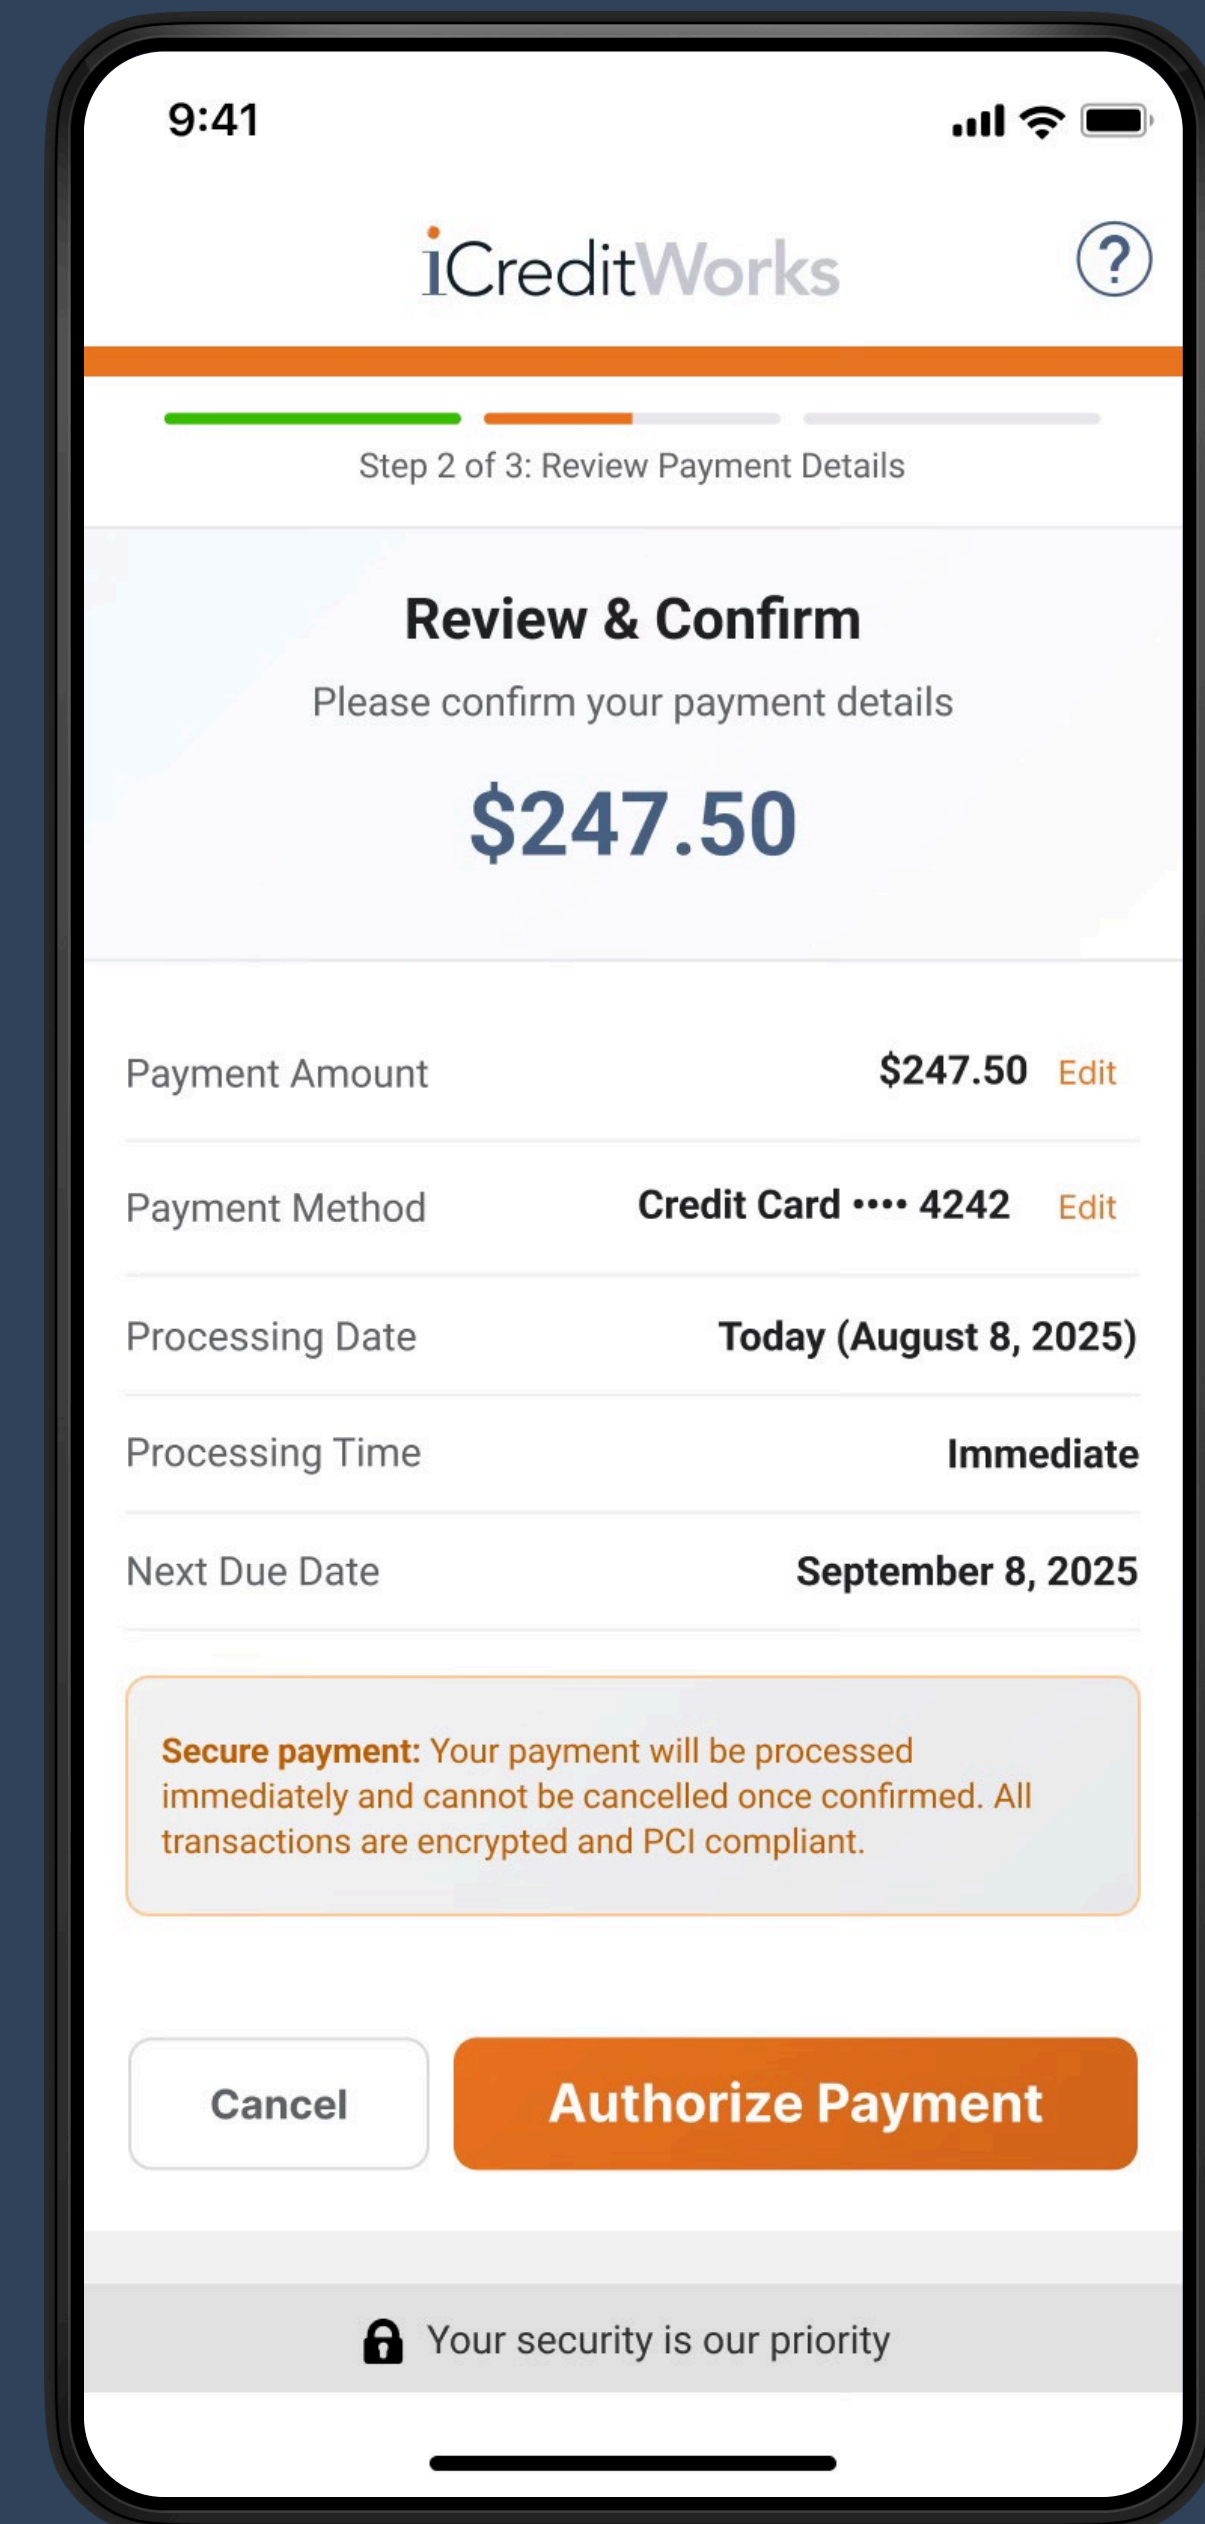 9:41
iCreditWorks
?
Step 2 of 3: Review Payment Details
Review & Confirm
Please confirm your payment details
$247.50
Payment Amount $247.50 Edit
Payment Method Credit Card •••• 4242 Edit
Processing Date Today (August 8, 2025)
Processing Time Immediate
Next Due Date September 8, 2025
Secure payment: Your payment will be processed
immediately and cannot be cancelled once confirmed. All
transactions are encrypted and PCI compliant.
Cancel Authorize Payment
Your security is our priority